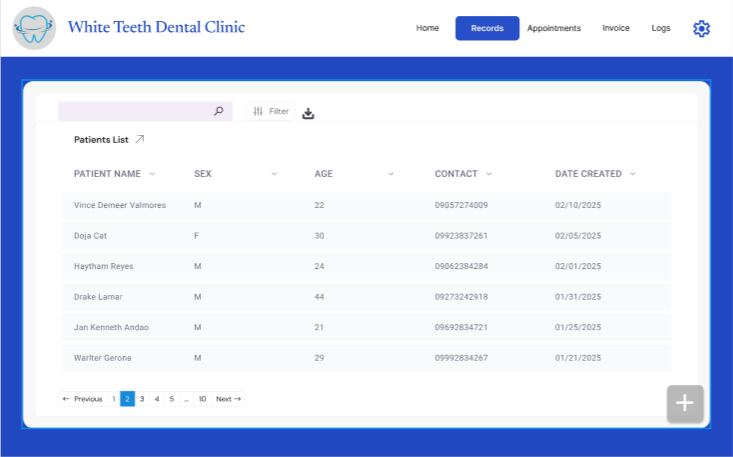 White Teeth Dental Clinic
Home Records Appointments Invoice Logs
Filter
Patients List
PATIENT NAME SEX AGE CONTACT DATE CREATED
Vince Demeer Valmores M 22 09057274009 02/10/2025
Doja Cat F 30 09923837261 02/05/2025
Haytham Reyes M 24 09062384284 02/01/2025
Drake Lamar M 44 09273242918 01/31/2025
Jan Kenneth Andao M 21 09692834721 01/25/2025
Warlter Gerona M 29 09992834267 01/21/2025
← Previous 1 2 3 4 5 ... 10 Next →